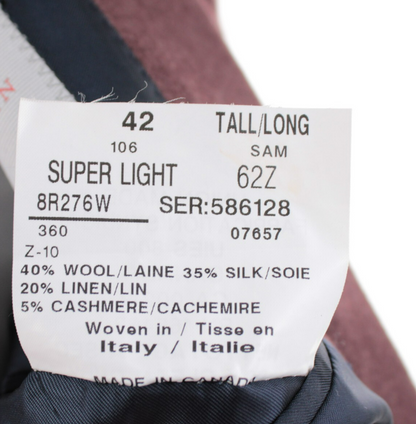 42 TALL/LONG
106 SAM
SUPER LIGHT 62Z
8R276W SER:586128
360 07657
Z-10
40% WOOL/LAINE 35% SILK/SOIE
20% LINEN/LIN
5% CASHMERE/CACHEMIRE
Woven in / Tisse en
Italy / Italie
MADE IN CANADA